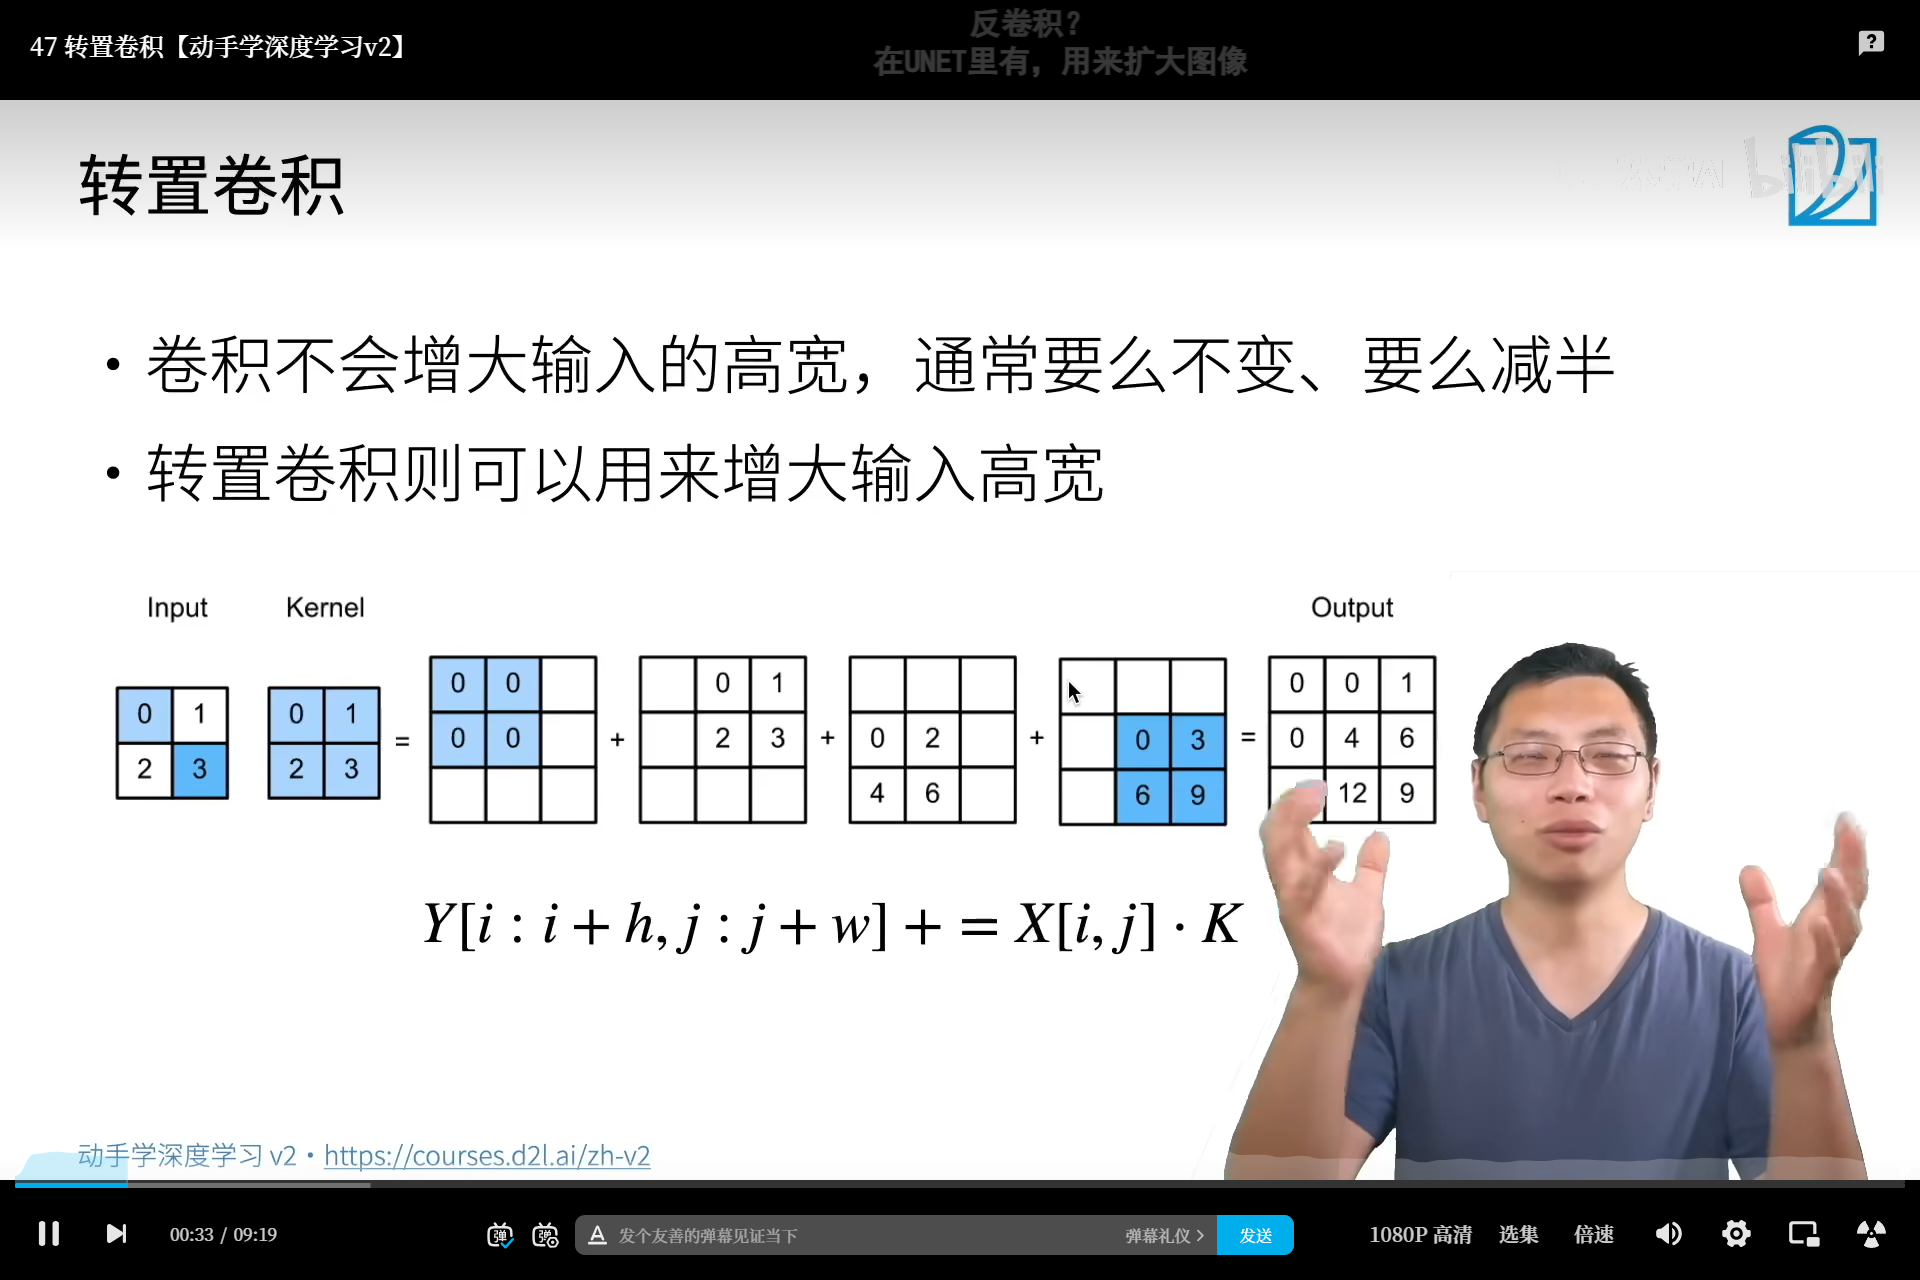 反卷积？
47 转置卷积【动手学深度学习v2】
在UNET里有，用来扩大图像
转置卷积
bilibili
• 卷积不会增大输入的高宽，通常要么不变、要么减半
• 转置卷积则可以用来增大输入高宽
Input Kernel Output
0 0 0 1 0 0 1
0 1 0 1 = 0 0 + 2 3 + 0 2 + 0 3 = 0 4 6
2 3 2 3 4 6 6 9 12 9
Y[i : i + h, j : j + w] + = X[i, j] · K
动手学深度学习 v2 • https://courses.d2l.ai/zh-v2
00:33 / 09:19 发个友善的弹幕见证当下 弹幕礼仪 > 发送 1080P 高清 选集 倍速